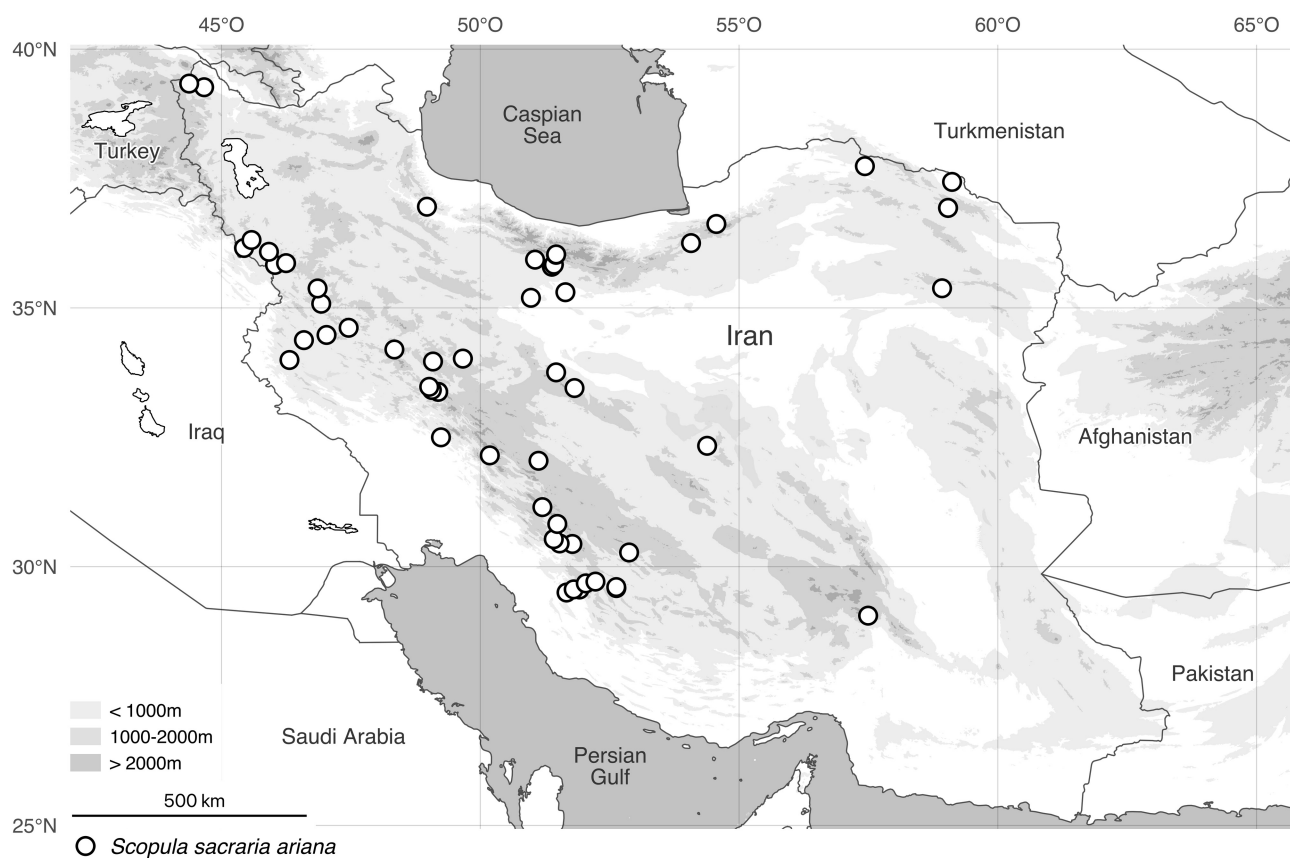 45°O 50°O 55°O 60°O 65°O
40°N
Caspian
Sea
Turkmenistan
Turkey
35°N
Iran
Iraq
Afghanistan
30°N
Pakistan
< 1000m
1000-2000m
> 2000m
Saudi Arabia
Persian
Gulf
500 km
25°N
Scopula sacraria ariana